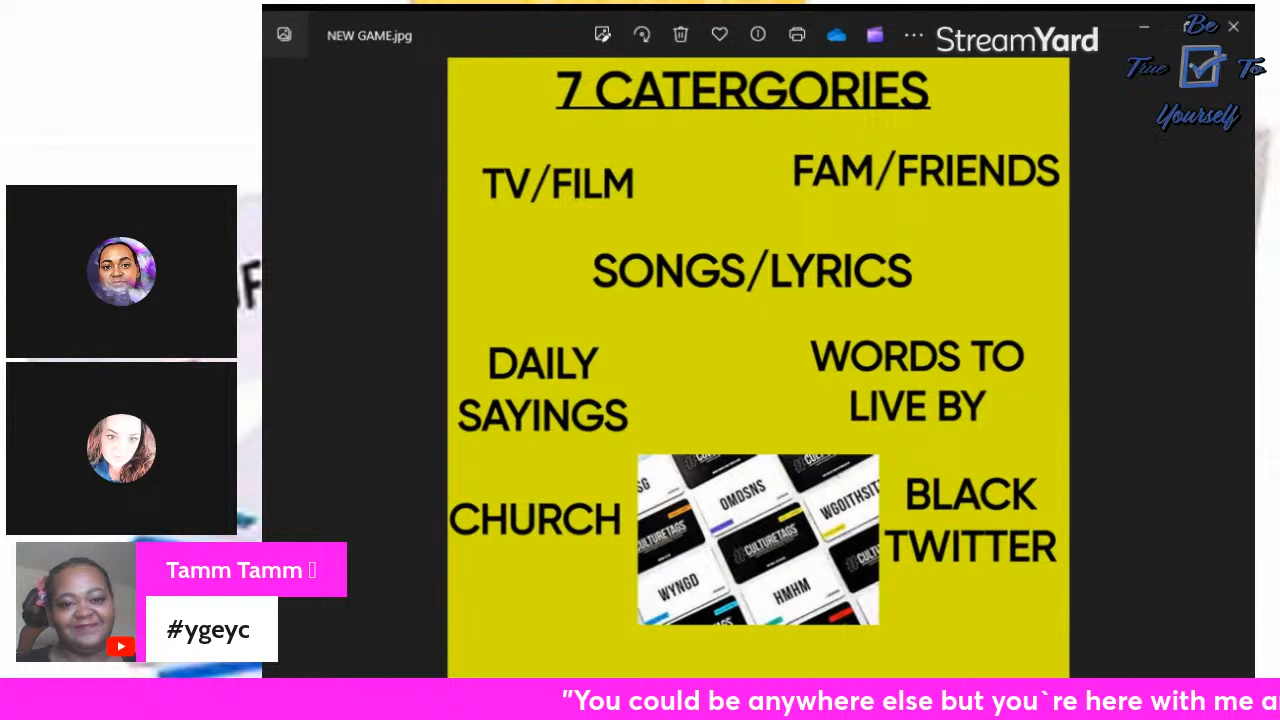 NEW GAME.jpg
StreamYard
Be
True To
Yourself
7 CATERGORIES
TV/FILM
FAM/FRIENDS
SONGS/LYRICS
DAILY
SAYINGS
WORDS TO
LIVE BY
CHURCH
BLACK
TWITTER
SG
OMDSNS
WGOITHSIT
#CULTURETAGS
WYNGD
HMHM
Tamm Tamm
#ygeyc
"You could be anywhere else but you`re here with me a